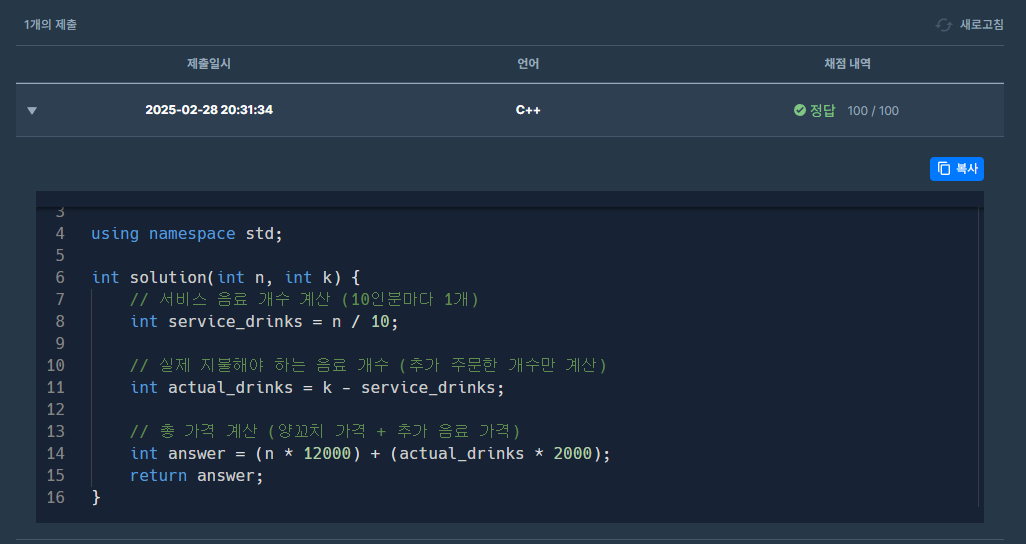 1개의 제출
새로고침
제출일시 언어 채점 내역
2025-02-28 20:31:34 C++ 정답 100 / 100
복사
3
4 using namespace std;
5
6 int solution(int n, int k) {
7 // 서비스 음료 개수 계산 (10인분마다 1개)
8 int service_drinks = n / 10;
9
10 // 실제 지불해야 하는 음료 개수 (추가 주문한 개수만 계산)
11 int actual_drinks = k - service_drinks;
12
13 // 총 가격 계산 (양꼬치 가격 + 추가 음료 가격)
14 int answer = (n * 12000) + (actual_drinks * 2000);
15 return answer;
16 }